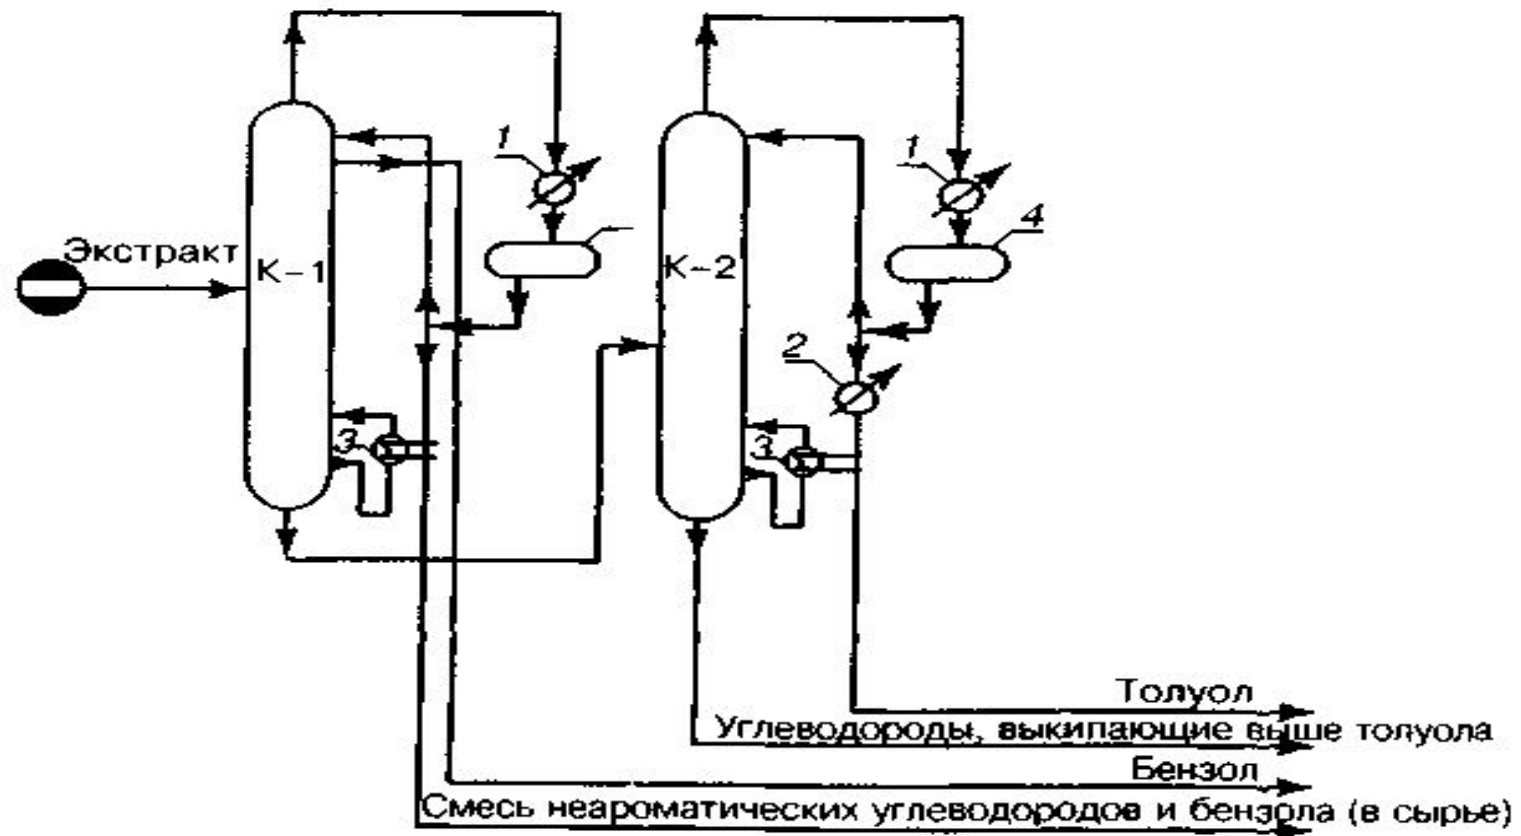 1
1
Экстракт
К-1
К-2
4
2
3
3
Толуол
Углеводороды, выкипающие выше толуола
Бензол
Смесь неароматических углеводородов и бензола (в сырье)